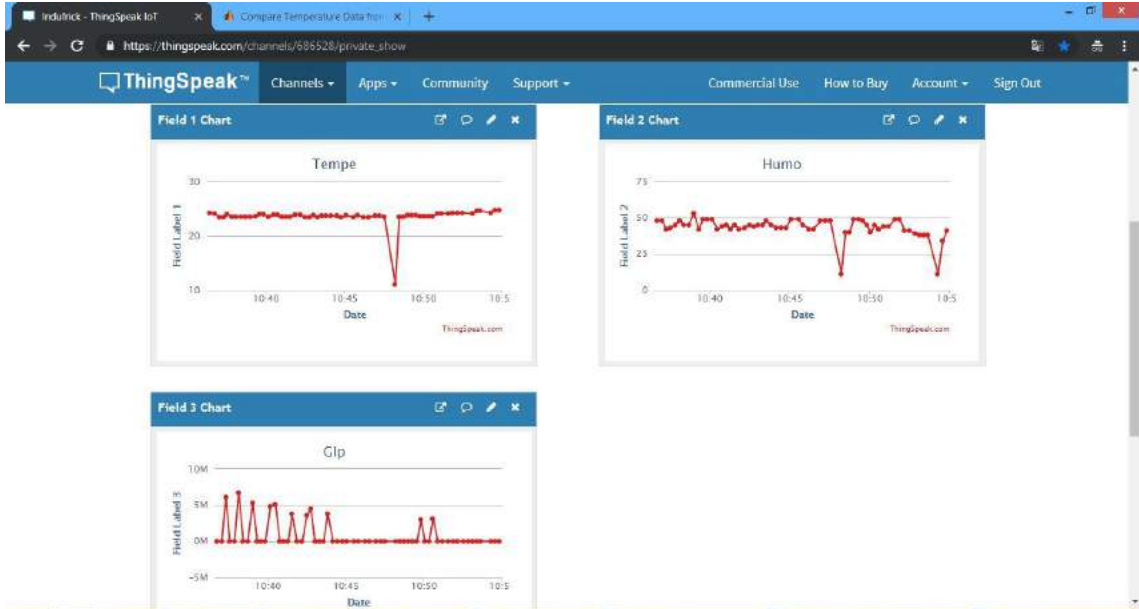 Indufrick - ThingSpeak IoT
Compare Temperature Data from
https://thingspeak.com/channels/686528/private_show
ThingSpeak™ Channels Apps Community Support Commercial Use How to Buy Account Sign Out
Field 1 Chart
Tempe
30
20
10
Field Label 1
10:40 10:45 10:50 10:5
Date
ThingSpeak.com
Field 2 Chart
Humo
75
50
25
0
Field Label 2
10:40 10:45 10:50 10:5
Date
ThingSpeak.com
Field 3 Chart
Glp
10M
5M
0M
-5M
Field Label 3
10:40 10:45 10:50 10:5
Date